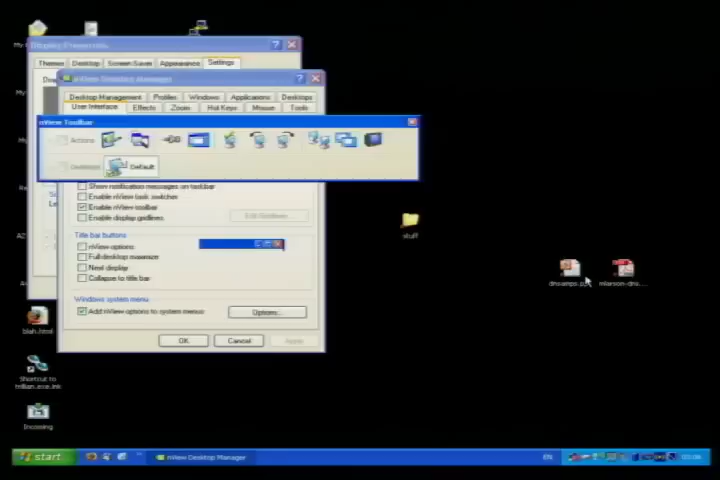 Display Properties
Themes Desktop Screen Saver Appearance Settings
nView Desktop Manager
Desktop Management Profiles Windows Applications Desktops
User Interface Effects Zoom Hot Keys Mouse Tools
nView Toolbar
Actions
Desktops Default
Show notification messages on taskbar
Enable nView task switcher
Enable nView toolbar
Enable display gridlines
Edit Gridlines
Title bar buttons
nView options
Full desktop maximize
Next display
Collapse to title bar
Windows system menu
Add nView options to system menus
Options...
OK Cancel Apply
stuff
blah.html
Shortcut to
trillian.exe.lnk
Incoming
start
nView Desktop Manager
EN